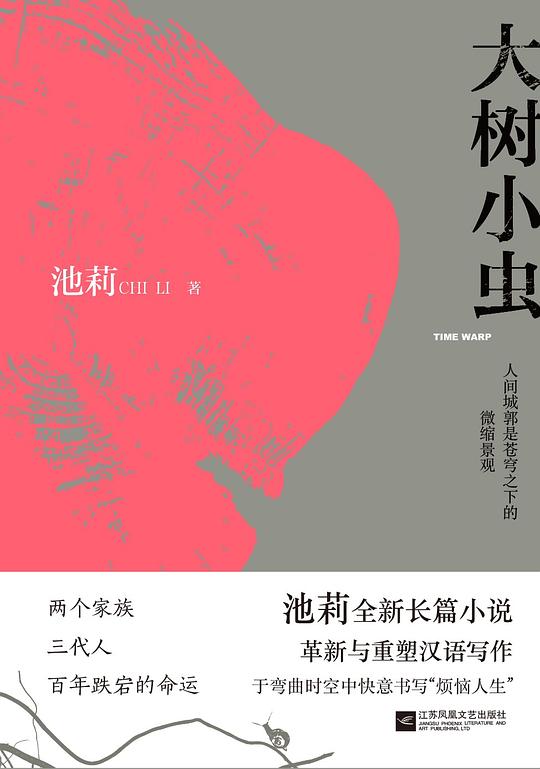 大树小虫
TIME WARP
人间城郭是苍穹之下的
微缩景观
池莉 CHI LI 著
两个家族
三代人
百年跌宕的命运
池莉全新长篇小说
革新与重塑汉语写作
于弯曲时空中快意书写“烦恼人生”
江苏凤凰文艺出版社
JIANGSU PHOENIX LITERATURE AND
ART PUBLISHING, LTD